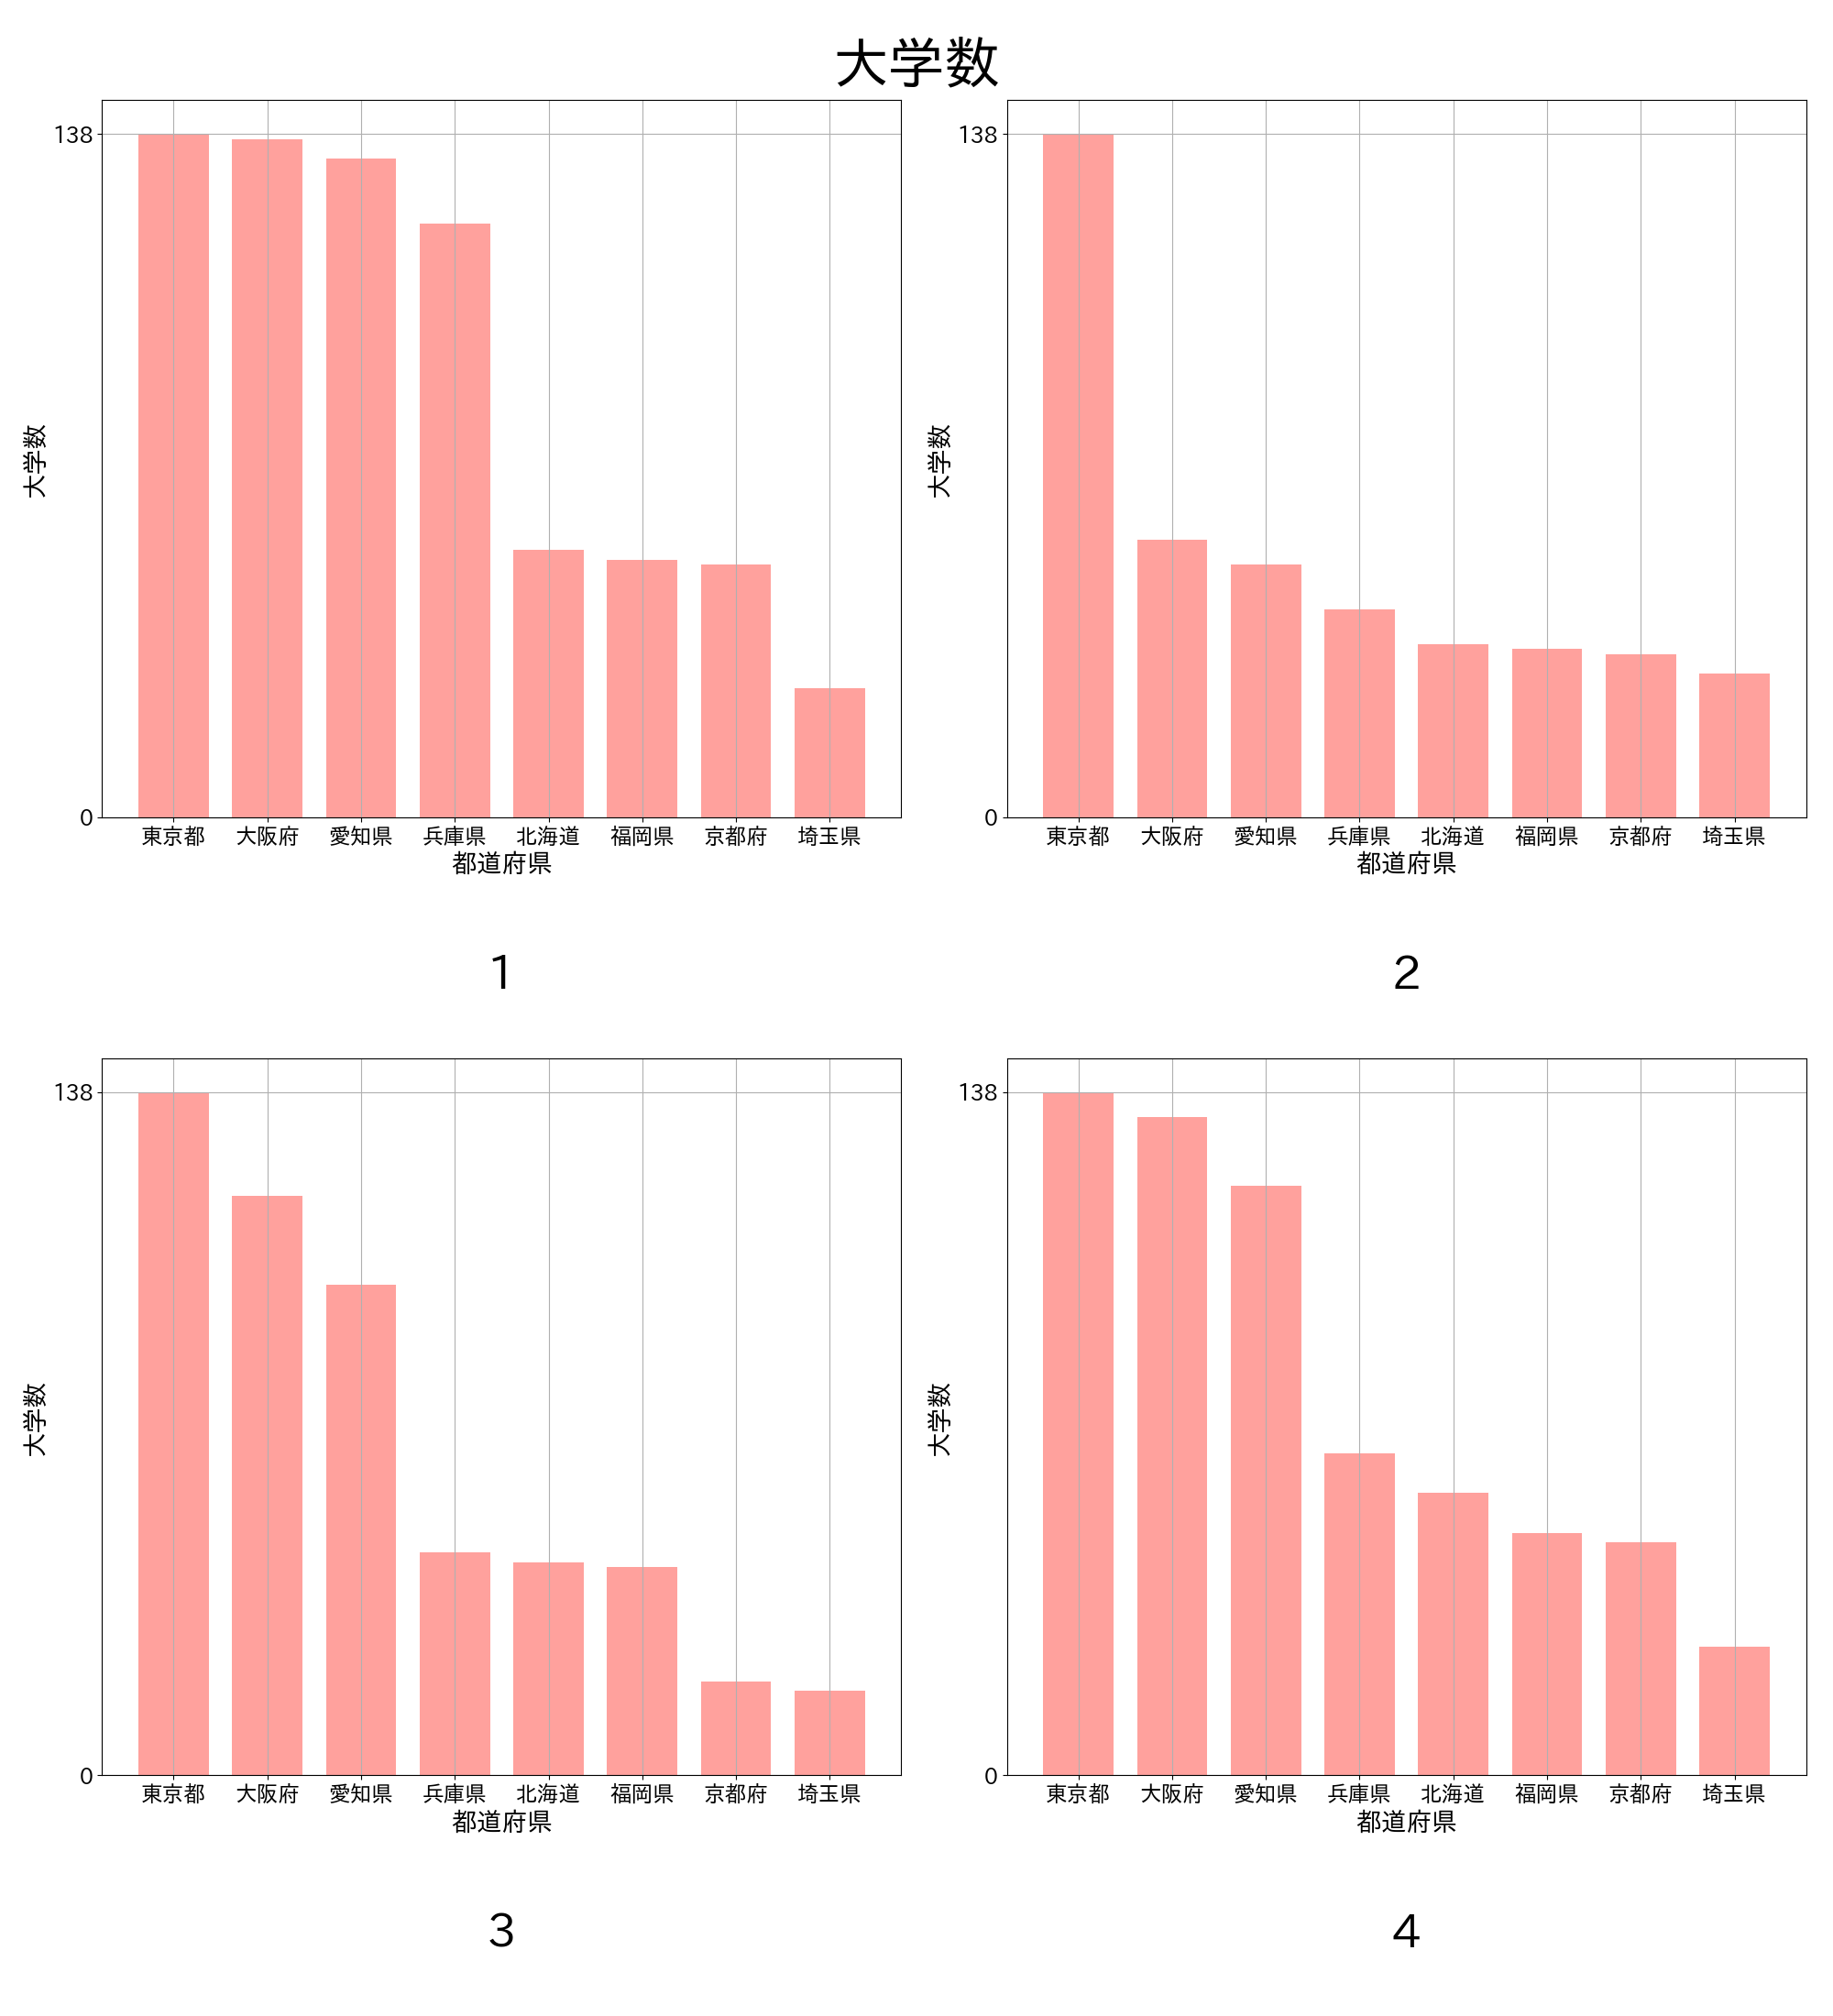 大学数
138
0
大学数
東京都 大阪府 愛知県 兵庫県 北海道 福岡県 京都府 埼玉県
都道府県
1
138
0
大学数
東京都 大阪府 愛知県 兵庫県 北海道 福岡県 京都府 埼玉県
都道府県
2
138
0
大学数
東京都 大阪府 愛知県 兵庫県 北海道 福岡県 京都府 埼玉県
都道府県
3
138
0
大学数
東京都 大阪府 愛知県 兵庫県 北海道 福岡県 京都府 埼玉県
都道府県
4